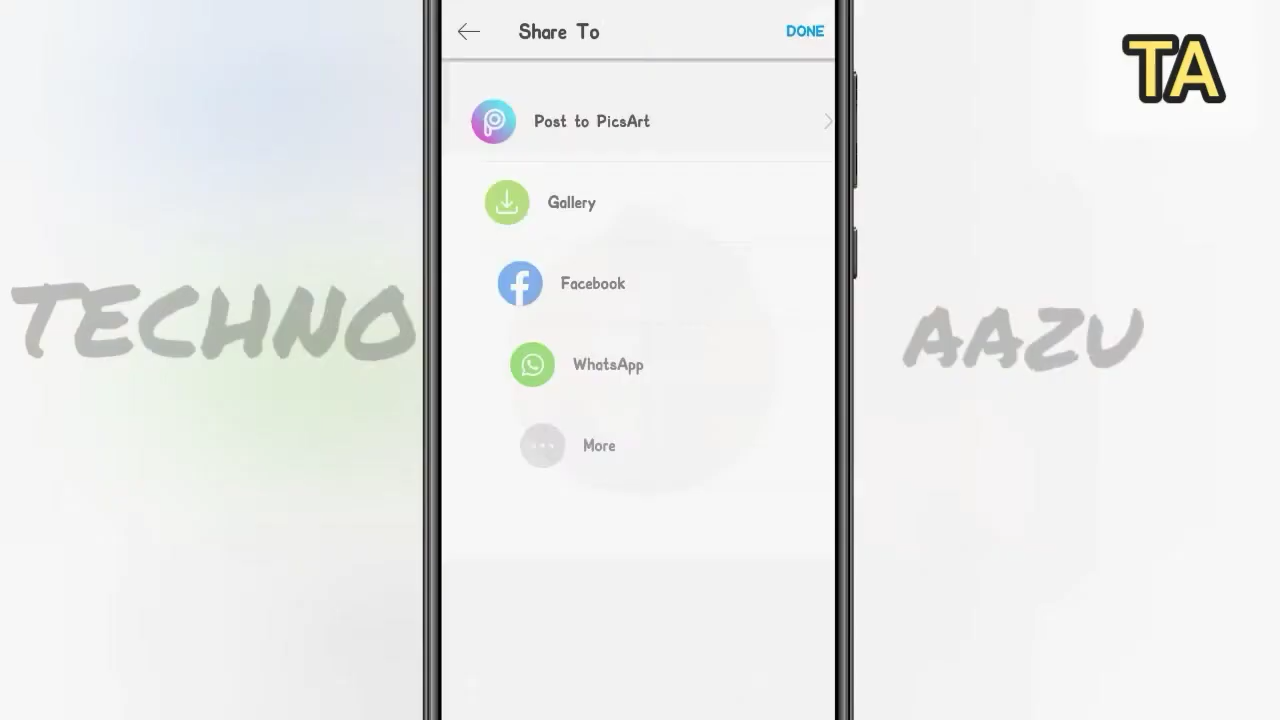 Share To
DONE
TA
Post to PicsArt
Gallery
Facebook
TECHNO
AAZU
WhatsApp
More